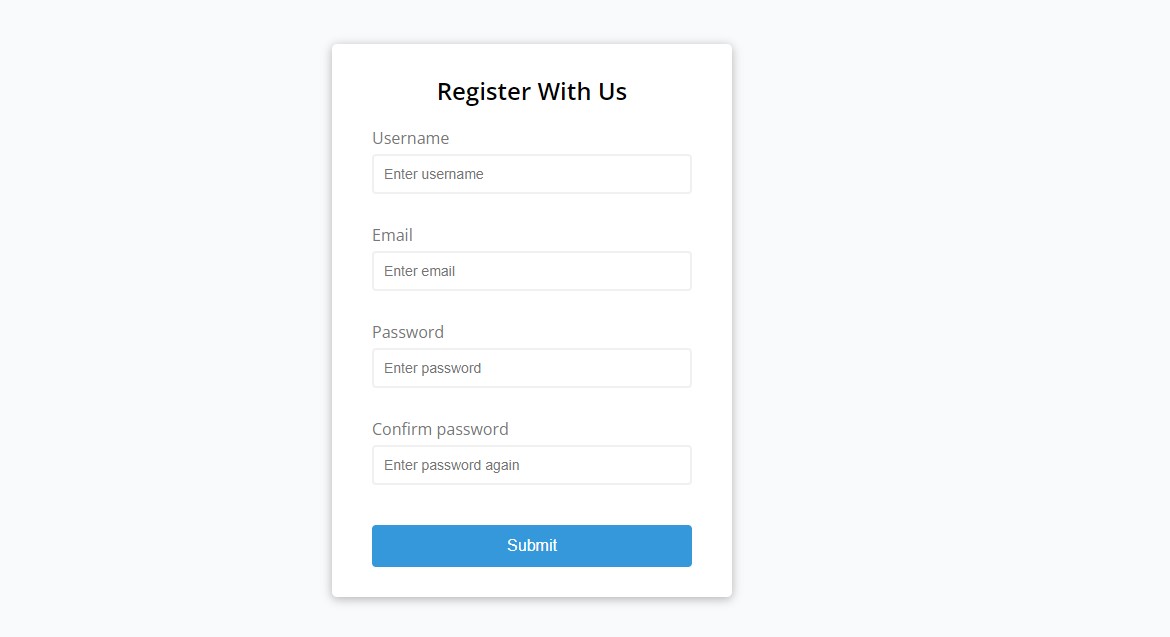 Register With Us
Username
Enter username
Email
Enter email
Password
Enter password
Confirm password
Enter password again
Submit